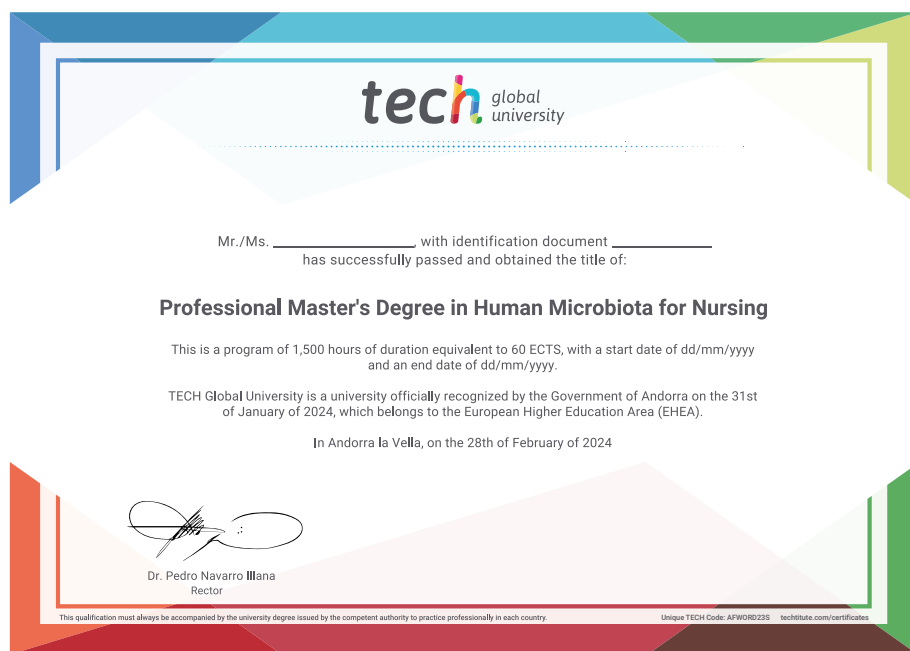 tech global university
Mr./Ms. ________________, with identification document ____________
has successfully passed and obtained the title of:
Professional Master's Degree in Human Microbiota for Nursing
This is a program of 1,500 hours of duration equivalent to 60 ECTS, with a start date of dd/mm/yyyy
and an end date of dd/mm/yyyy.
TECH Global University is a university officially recognized by the Government of Andorra on the 31st
of January of 2024, which belongs to the European Higher Education Area (EHEA).
In Andorra la Vella, on the 28th of February of 2024
Dr. Pedro Navarro Illana
Rector
This qualification must always be accompanied by the university degree issued by the competent authority to practice professionally in each country. Unique TECH Code: AFWORD23S techtitute.com/certificates